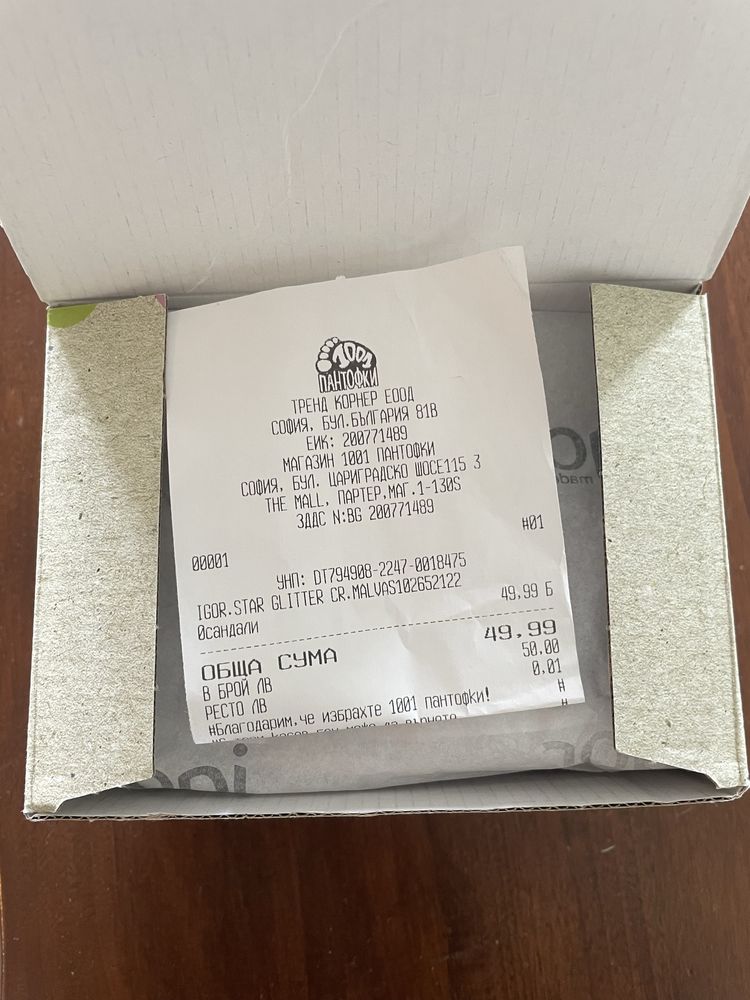 1001
ПАНТОФКИ
ТРЕНД КОРНЕР ЕООД
СОФИЯ, БУЛ.БЪЛГАРИЯ 81В
ЕИК: 200771489
МАГАЗИН 1001 ПАНТОФКИ
СОФИЯ, БУЛ. ЦАРИГРАДСКО ШОСЕ115 З
THE MALL, ПАРТЕР.МАГ.1-130S
ЗДДС N:BG 200771489
#01
00001
УНП: DT794908-2247-0018475
IGOR.STAR GLITTER CR.MALVAS102652122
0сандали 49,99 Б
ОБЩА СУМА 49,99
В БРОЙ ЛВ 50.00
РЕСТО ЛВ 0,01
#Благодарим,че избрахте 1001 пантофки! #
#